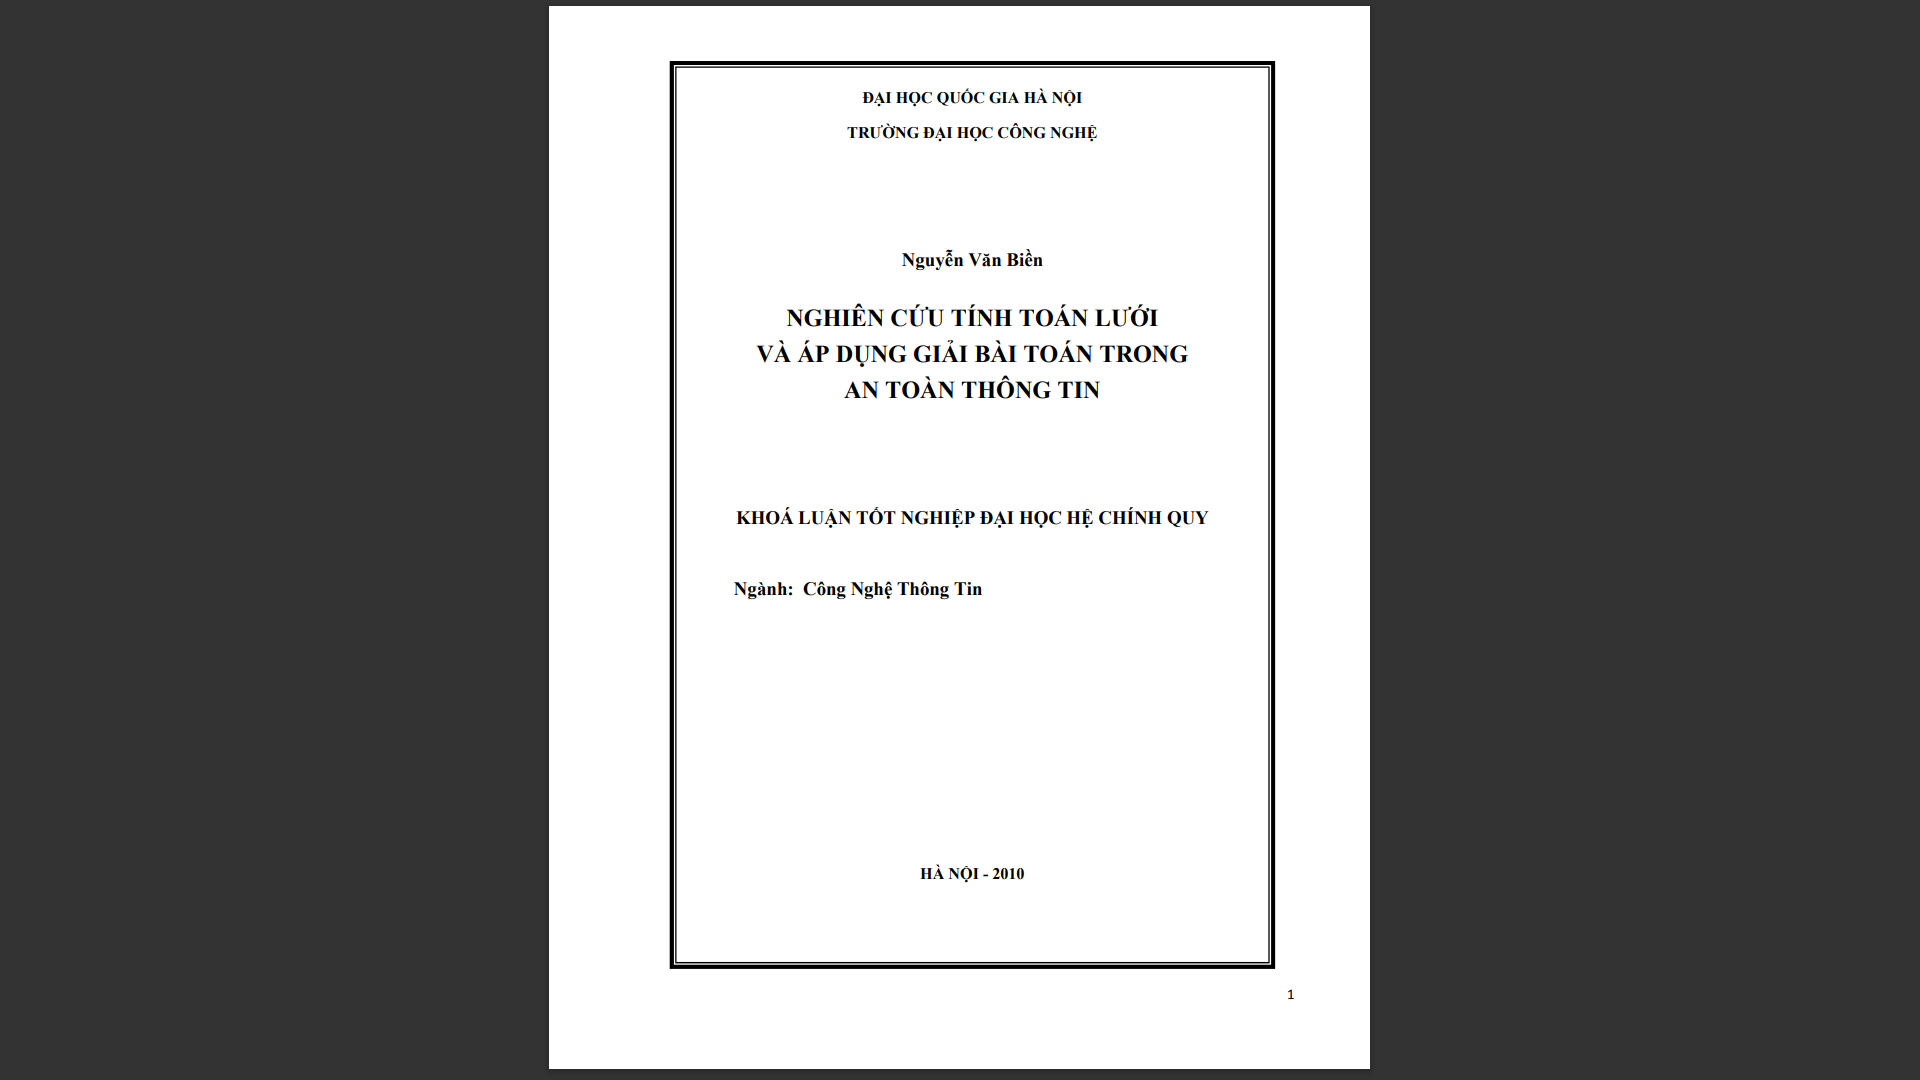 ĐẠI HỌC QUỐC GIA HÀ NỘI
TRƯỜNG ĐẠI HỌC CÔNG NGHỆ
Nguyễn Văn Biền
NGHIÊN CỨU TÍNH TOÁN LƯỚI
VÀ ÁP DỤNG GIẢI BÀI TOÁN TRONG
AN TOÀN THÔNG TIN
KHOÁ LUẬN TỐT NGHIỆP ĐẠI HỌC HỆ CHÍNH QUY
Ngành: Công Nghệ Thông Tin
HÀ NỘI - 2010
1